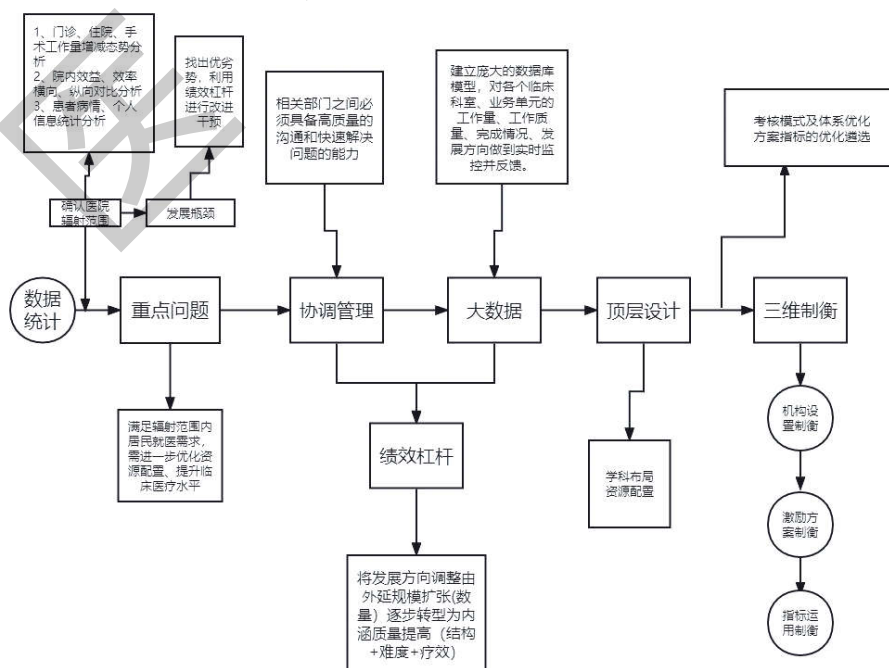 1、门诊、住院、手
术工作量增减态势分
析
2、院内效益、效率
横向、纵向对比分析
3、患者病情、个人
信息统计分析
找出优劣
势，利用
绩效杠杆
进行改进
干预
相关部门之间必
须具备高质量的
沟通和快速解决
问题的能力
建立庞大的数据库
模型，对各个临床
科室、业务单元的
工作量、工作质
量、完成情况、发
展方向做到实时监
控并反馈。
考核模式及体系优化
方案指标的优化遴选
确认医院
辐射范围
发展瓶颈
数据
统计
重点问题
协调管理
大数据
顶层设计
三维制衡
满足辐射范围内
居民就医需求，
需进一步优化资
源配置、提升临
床医疗水平
绩效杠杆
学科布局
资源配置
机构设
置制衡
激励方
案制衡
指标运
用制衡
将发展方向调整由
外延规模扩张(数
量）逐步转型为内
涵质量提高（结构
+难度+疗效）
医